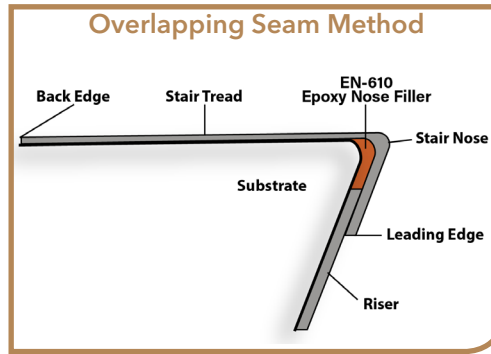 Overlapping Seam Method
EN-610
Epoxy Nose Filler
Back Edge
Stair Tread
Stair Nose
Substrate
Leading Edge
Riser